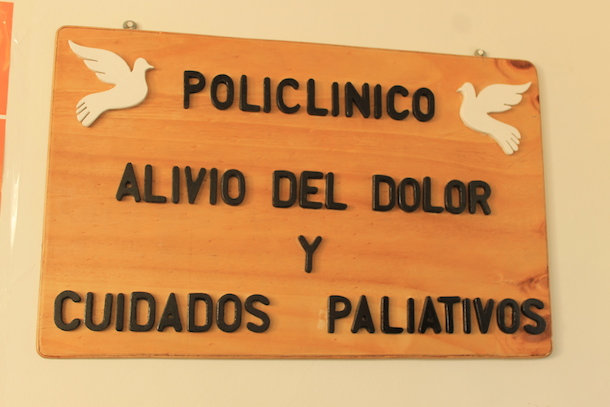 POLICLINICO
ALIVIO DEL DOLOR
Y
CUIDADOS PALIATIVOS